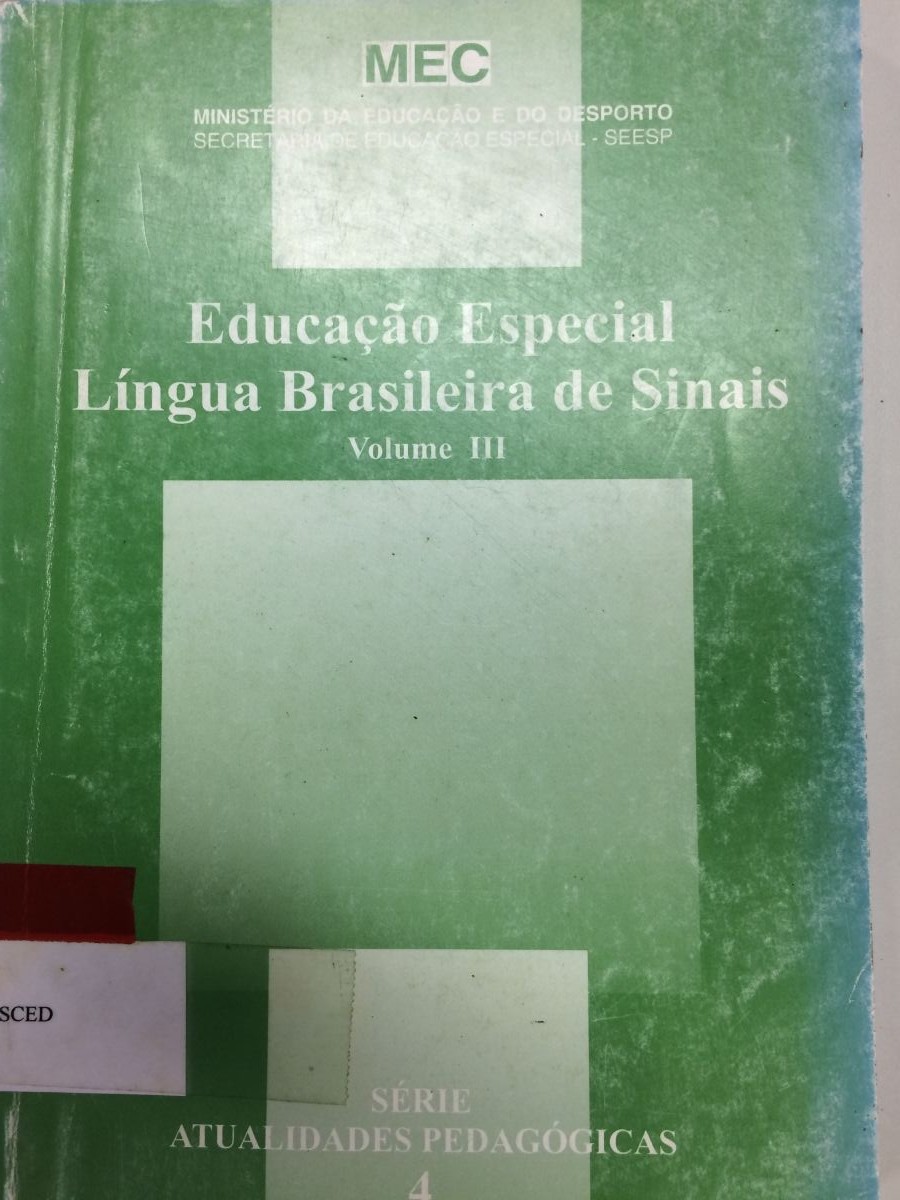 MEC
MINISTÉRIO DA EDUCAÇÃO E DO DESPORTO
SECRETARIA DE EDUCAÇÃO ESPECIAL - SEESP
Educação Especial
Língua Brasileira de Sinais
Volume III
SCED
SÉRIE
ATUALIDADES PEDAGÓGICAS
4